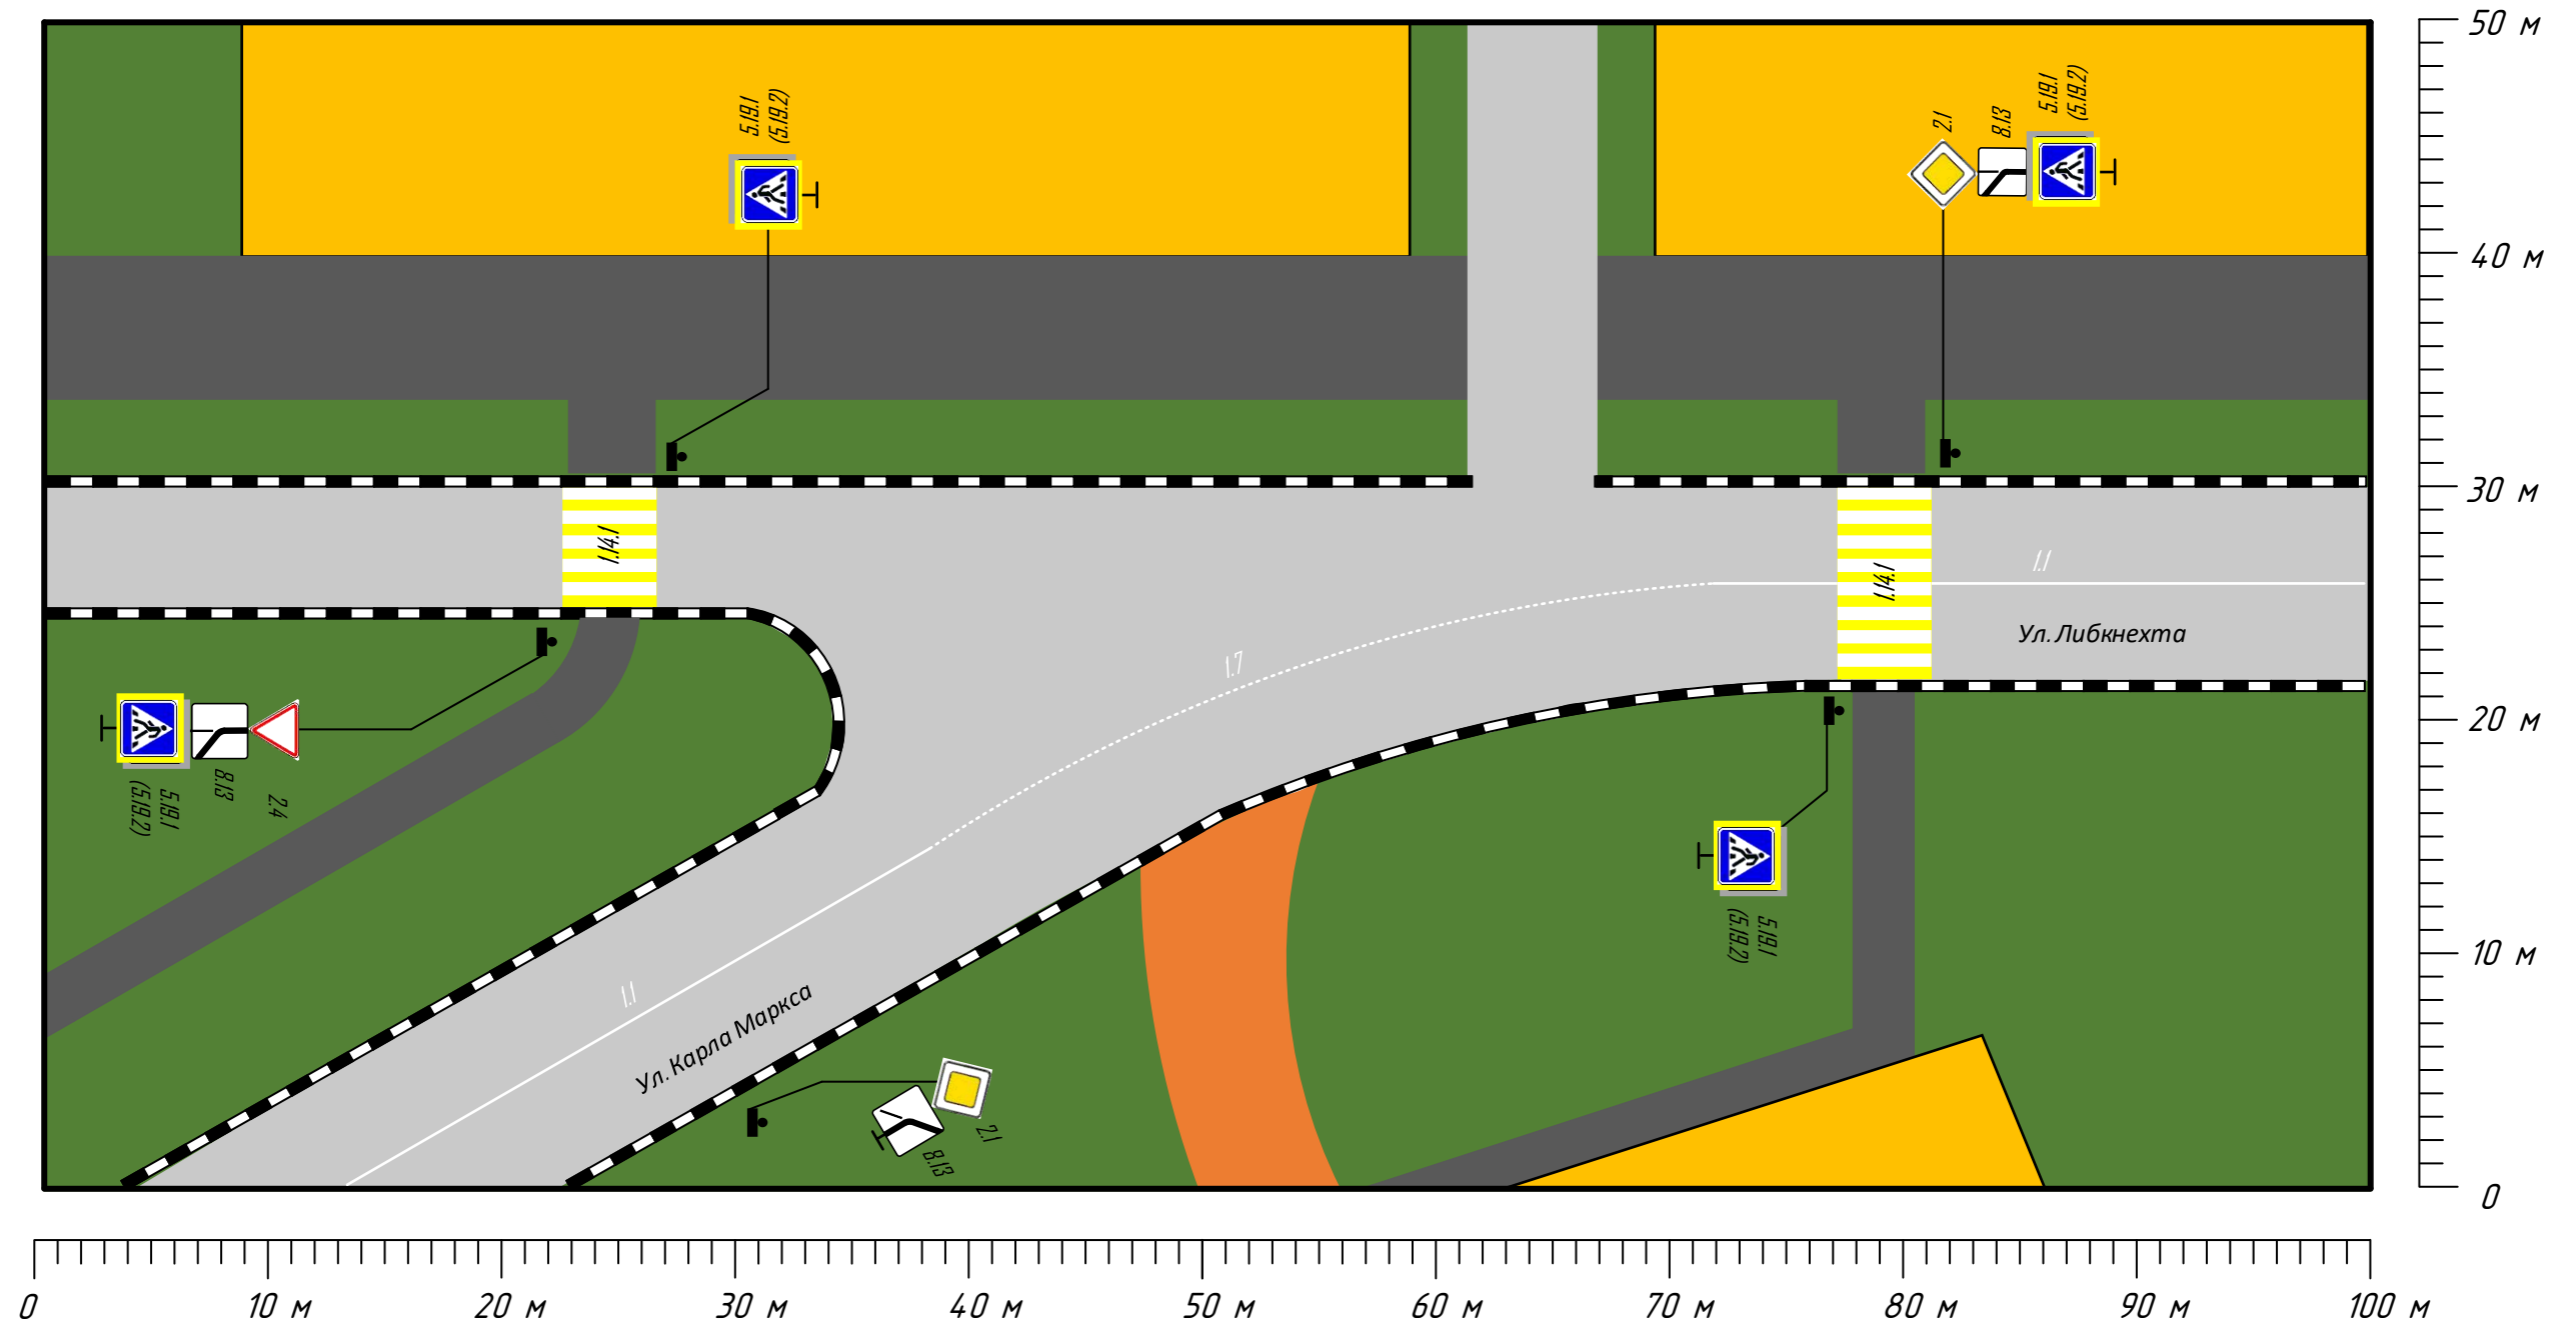 50 м
5.19.1
(5.19.2)
2.1
8.13
5.19.1
(5.19.2)
40 м
30 м
1.14.1
1.14.1
1.1
Ул. Либкнехта
1.7
20 м
5.19.1
(5.19.2)
8.13
2.4
5.19.1
(5.19.2)
10 м
1.1
Ул. Карла Маркса
2.1
8.13
0
0
10 м
20 м
30 м
40 м
50 м
60 м
70 м
80 м
90 м
100 м